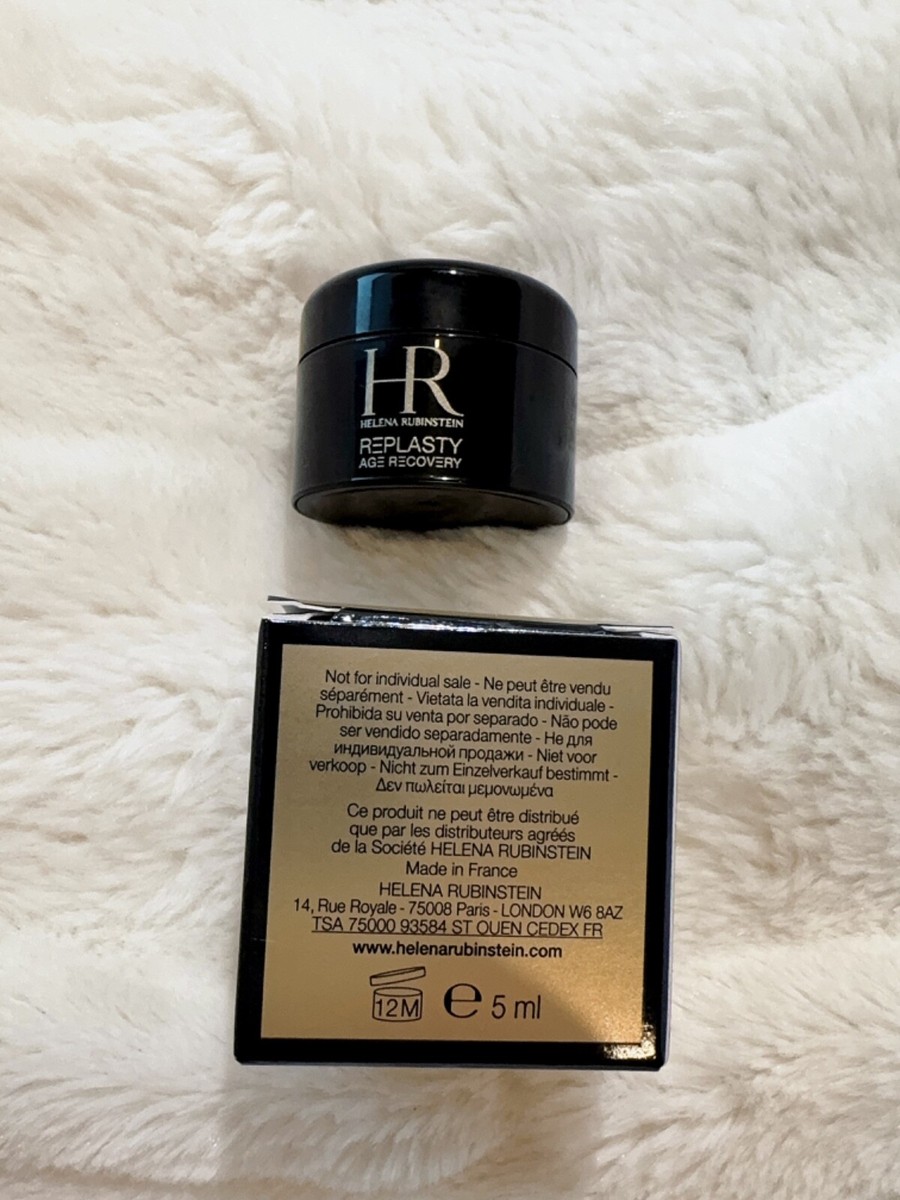 HR
HELENA RUBINSTEIN
REPLASTY
AGE RECOVERY
Not for individual sale - Ne peut être vendu
séparément - Vietata la vendita individuale -
Prohibida su venta por separado - Não pode
ser vendido separadamente - Не для
индивидуальной продажи - Niet voor
verkoop - Nicht zum Einzelverkauf bestimmt -
Δεν πωλείται μεμονωμένα
Ce produit ne peut être distribué
que par les distributeurs agréés
de la Société HELENA RUBINSTEIN
Made in France
HELENA RUBINSTEIN
14, Rue Royale - 75008 Paris - LONDON W6 8AZ
TSA 75000 93584 ST OUEN CEDEX FR
www.helenarubinstein.com
12M ℮ 5 ml